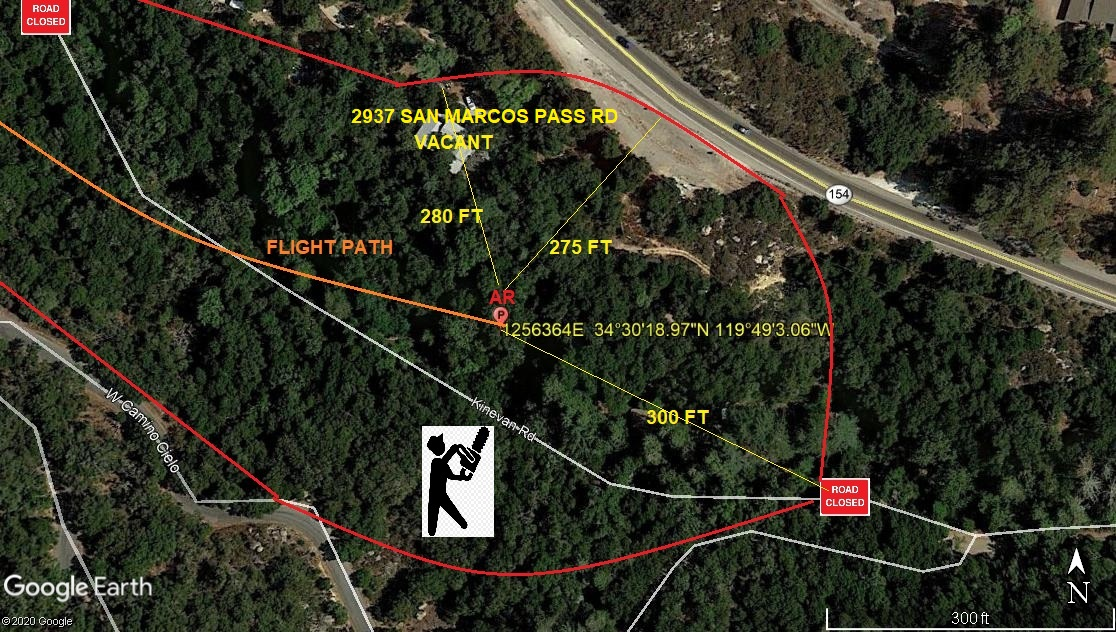 ROAD
CLOSED
2937 SAN MARCOS PASS RD
VACANT
154
280 FT
FLIGHT PATH
275 FT
AR
P
1256364E 34°30'18.97"N 119°49'3.06"W
W Camino Cielo
Kinevan Rd
300 FT
ROAD
CLOSED
Google Earth
N
©2020 Google
300 ft